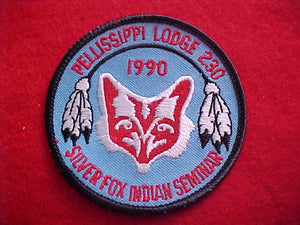 PELLISSIPPI LODGE 230
1990
SILVER FOX INDIAN SEMINAR